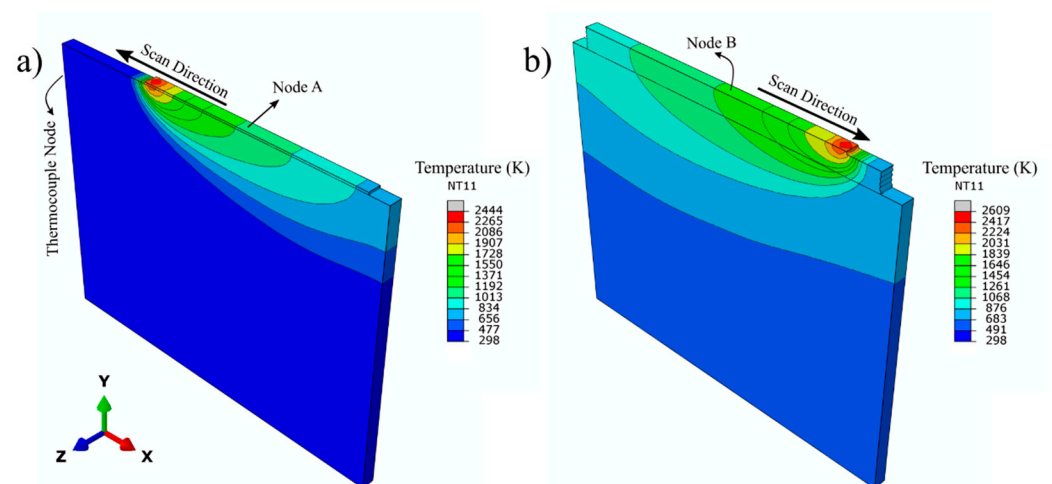 a)
Scan Direction
Node A
Thermocouple Node
Temperature (K)
NT11
2444
2265
2086
1907
1728
1550
1371
1192
1013
834
656
477
298
Y
Z
X
b)
Node B
Scan Direction
Temperature (K)
NT11
2609
2417
2224
2031
1839
1646
1454
1261
1068
876
683
491
298